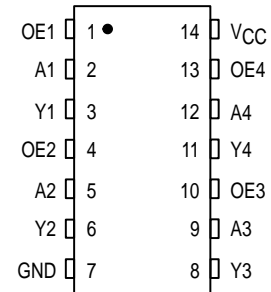 OE1 1 14 VCC
A1 2 13 OE4
Y1 3 12 A4
OE2 4 11 Y4
A2 5 10 OE3
Y2 6 9 A3
GND 7 8 Y3